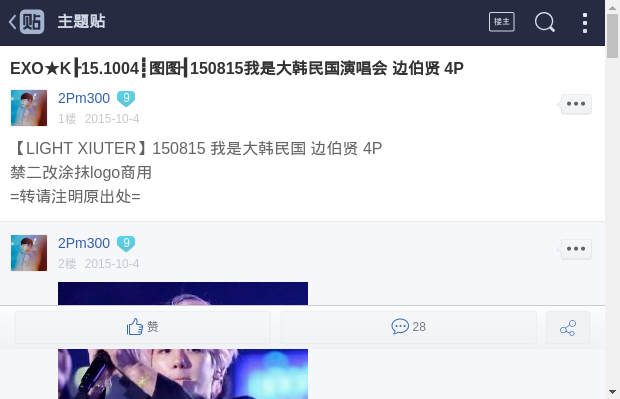 贴 主题贴 楼主
EXO★K┣15.1004┋图图┫150815我是大韩民国演唱会 边伯贤 4P
2Pm300 9
1楼 2015-10-4
【LIGHT XIUTER】150815 我是大韩民国 边伯贤 4P
禁二改涂抹logo商用
=转请注明原出处=
2Pm300 9
2楼 2015-10-4
赞 28